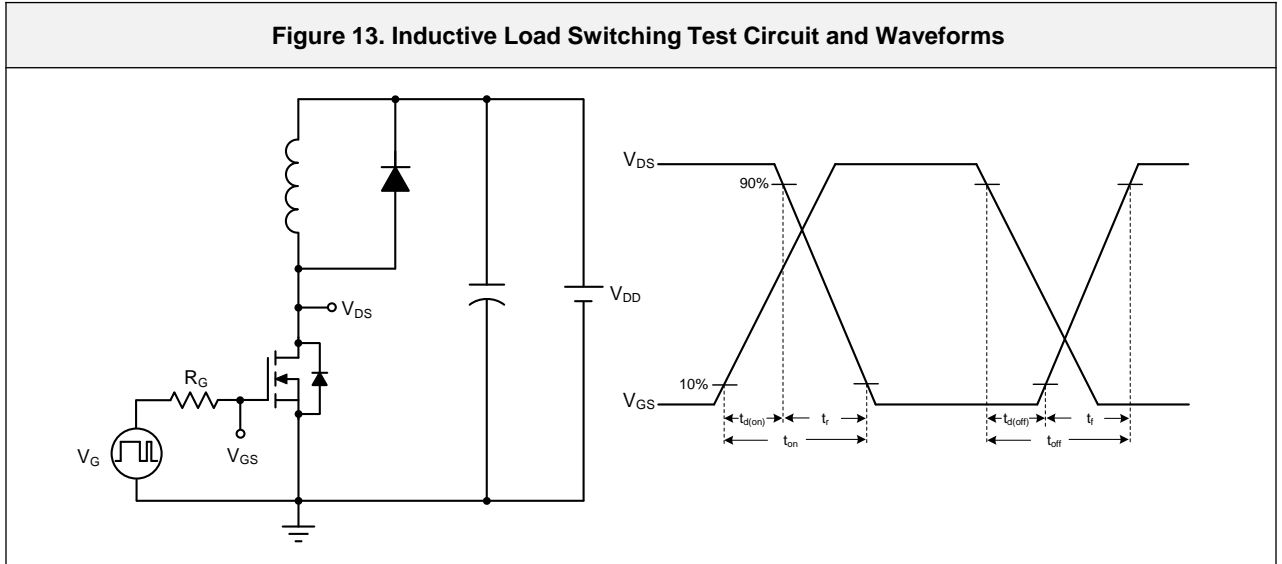 Figure 13. Inductive Load Switching Test Circuit and Waveforms
VDS
VDD
RG
VG
VGS
VDS
90%
10%
VGS
td(on)
tr
td(off)
tf
ton
toff